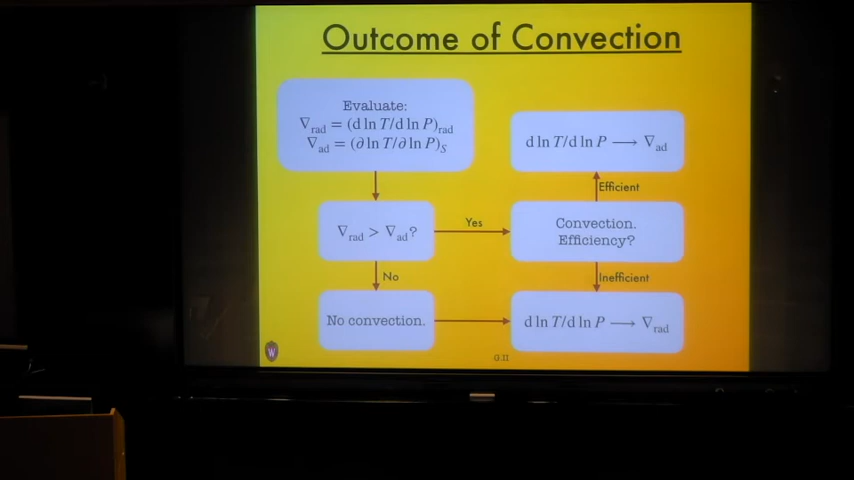 Outcome of Convection
Evaluate:
∇rad = (d ln T/d ln P)rad
∇ad = (∂ ln T/∂ ln P)S
d ln T/d ln P ⟶ ∇ad
Efficient
∇rad > ∇ad?
Yes
Convection.
Efficiency?
No
Inefficient
No convection.
d ln T/d ln P ⟶ ∇rad
W